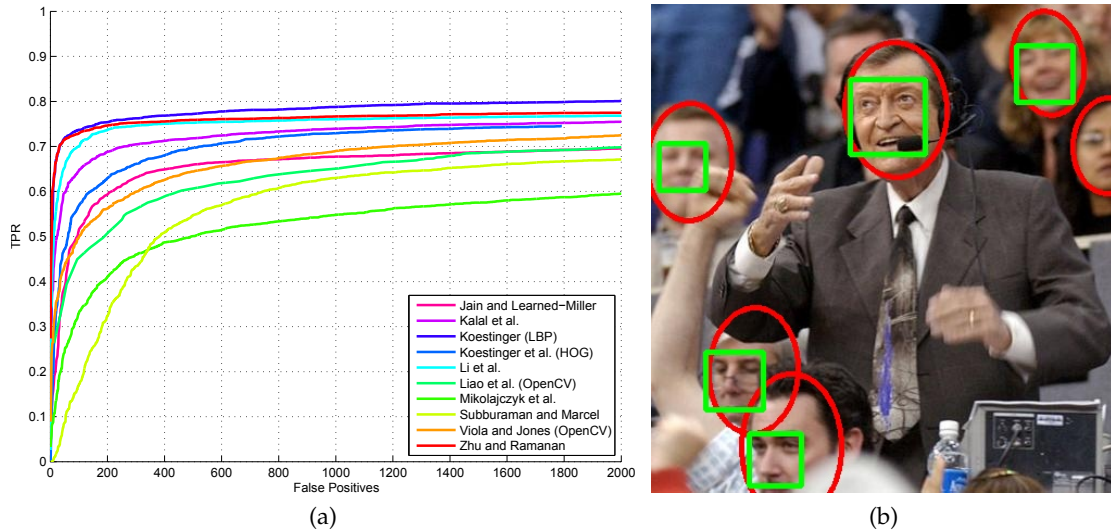 1
0.9
0.8
0.7
0.6
0.5
0.4
0.3
0.2
0.1
0
TPR
0 200 400 600 800 1000 1200 1400 1600 1800 2000
False Positives
Jain and Learned−Miller
Kalal et al.
Koestinger (LBP)
Koestinger et al. (HOG)
Li et al.
Liao et al. (OpenCV)
Mikolajczyk et al.
Subburaman and Marcel
Viola and Jones (OpenCV)
Zhu and Ramanan
(a)
(b)